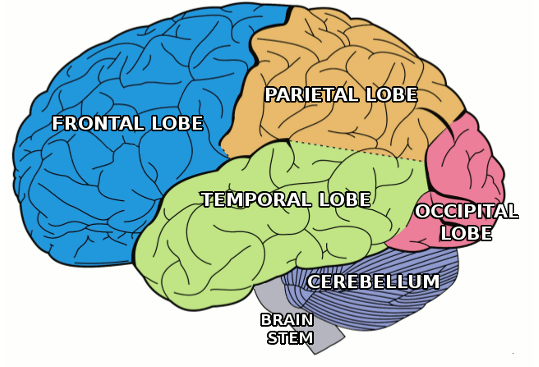 PARIETAL LOBE
FRONTAL LOBE
TEMPORAL LOBE
OCCIPITAL
LOBE
CEREBELLUM
BRAIN
STEM